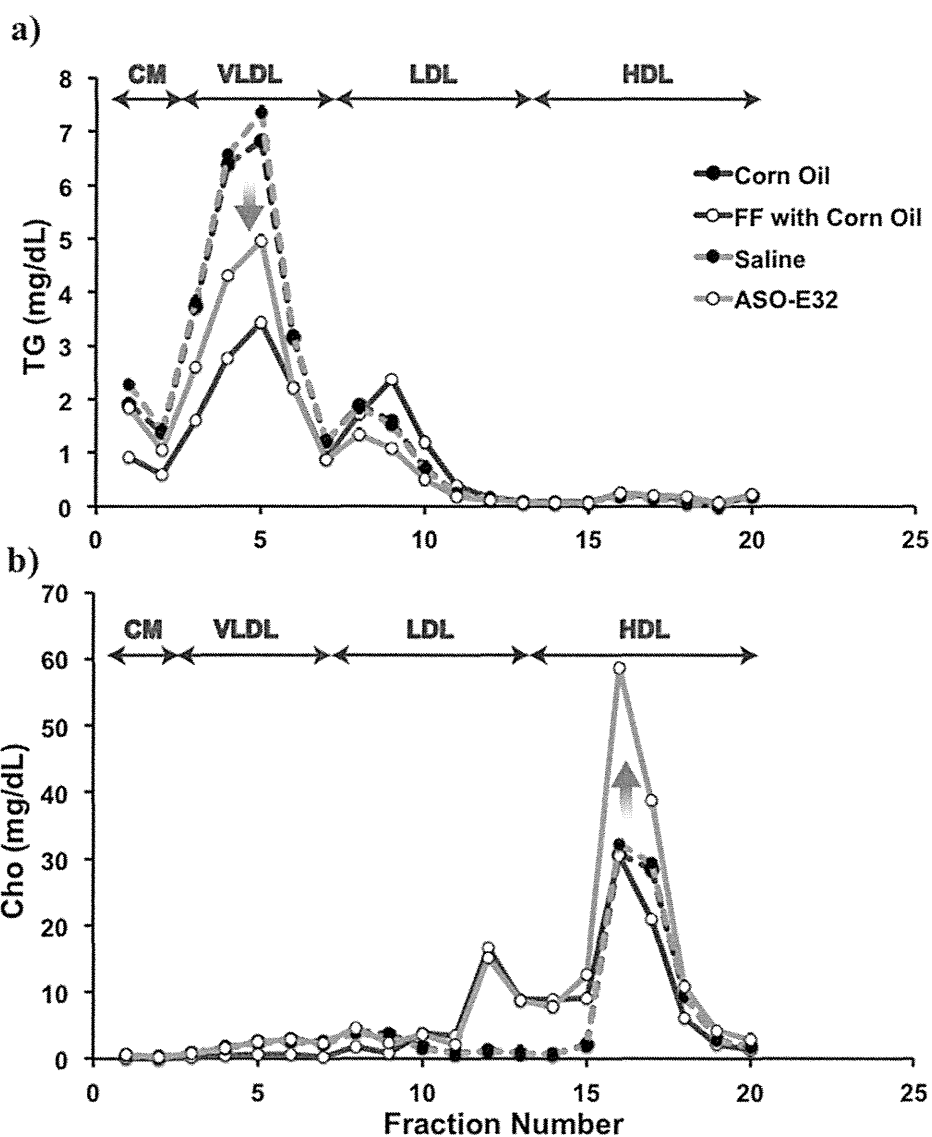 a)
CM VLDL LDL HDL
8
7
6
5
4
3
2
1
0
TG (mg/dL)
Corn Oil
FF with Corn Oil
Saline
ASO-E32
0 5 10 15 20 25
b)
CM VLDL LDL HDL
70
60
50
40
30
20
10
0
Cho (mg/dL)
0 5 10 15 20 25
Fraction Number